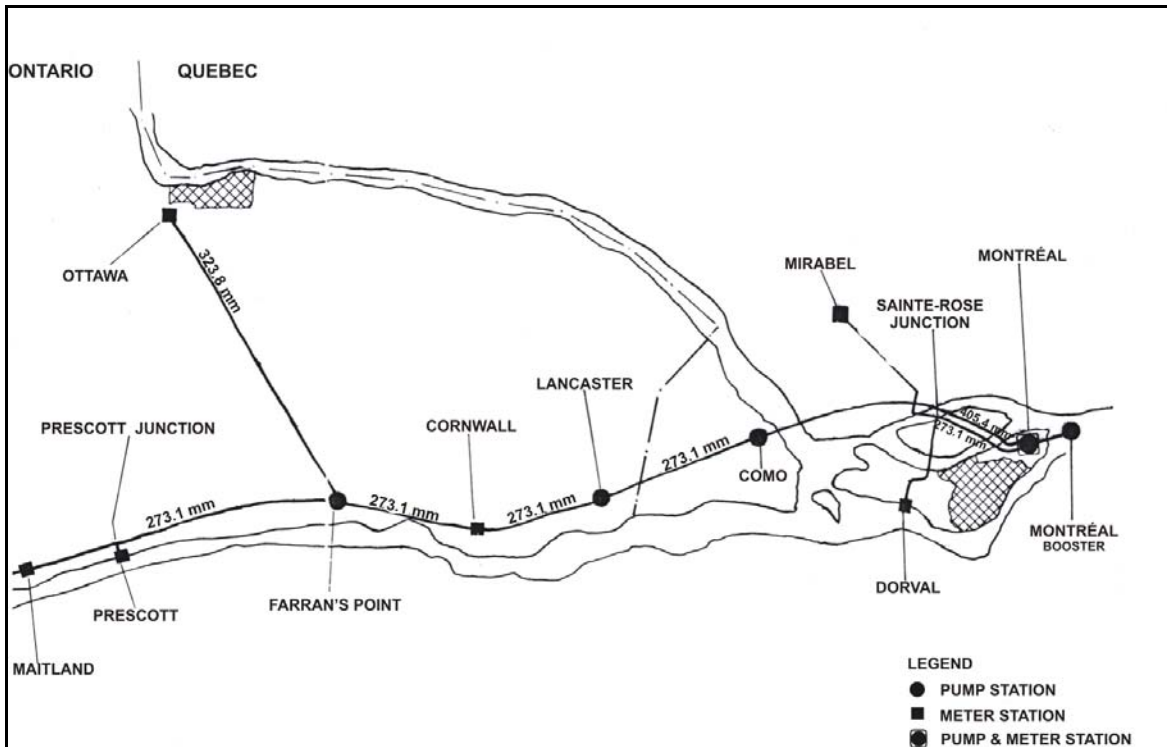 ONTARIO
QUEBEC
OTTAWA
323.8 mm
MIRABEL
MONTRÉAL
SAINTE-ROSE
JUNCTION
LANCASTER
PRESCOTT JUNCTION
CORNWALL
405.4 mm
273.1 mm
273.1 mm
COMO
273.1 mm
273.1 mm
273.1 mm
MONTRÉAL
BOOSTER
DORVAL
FARRAN'S POINT
PRESCOTT
MAITLAND
LEGEND
PUMP STATION
METER STATION
PUMP & METER STATION